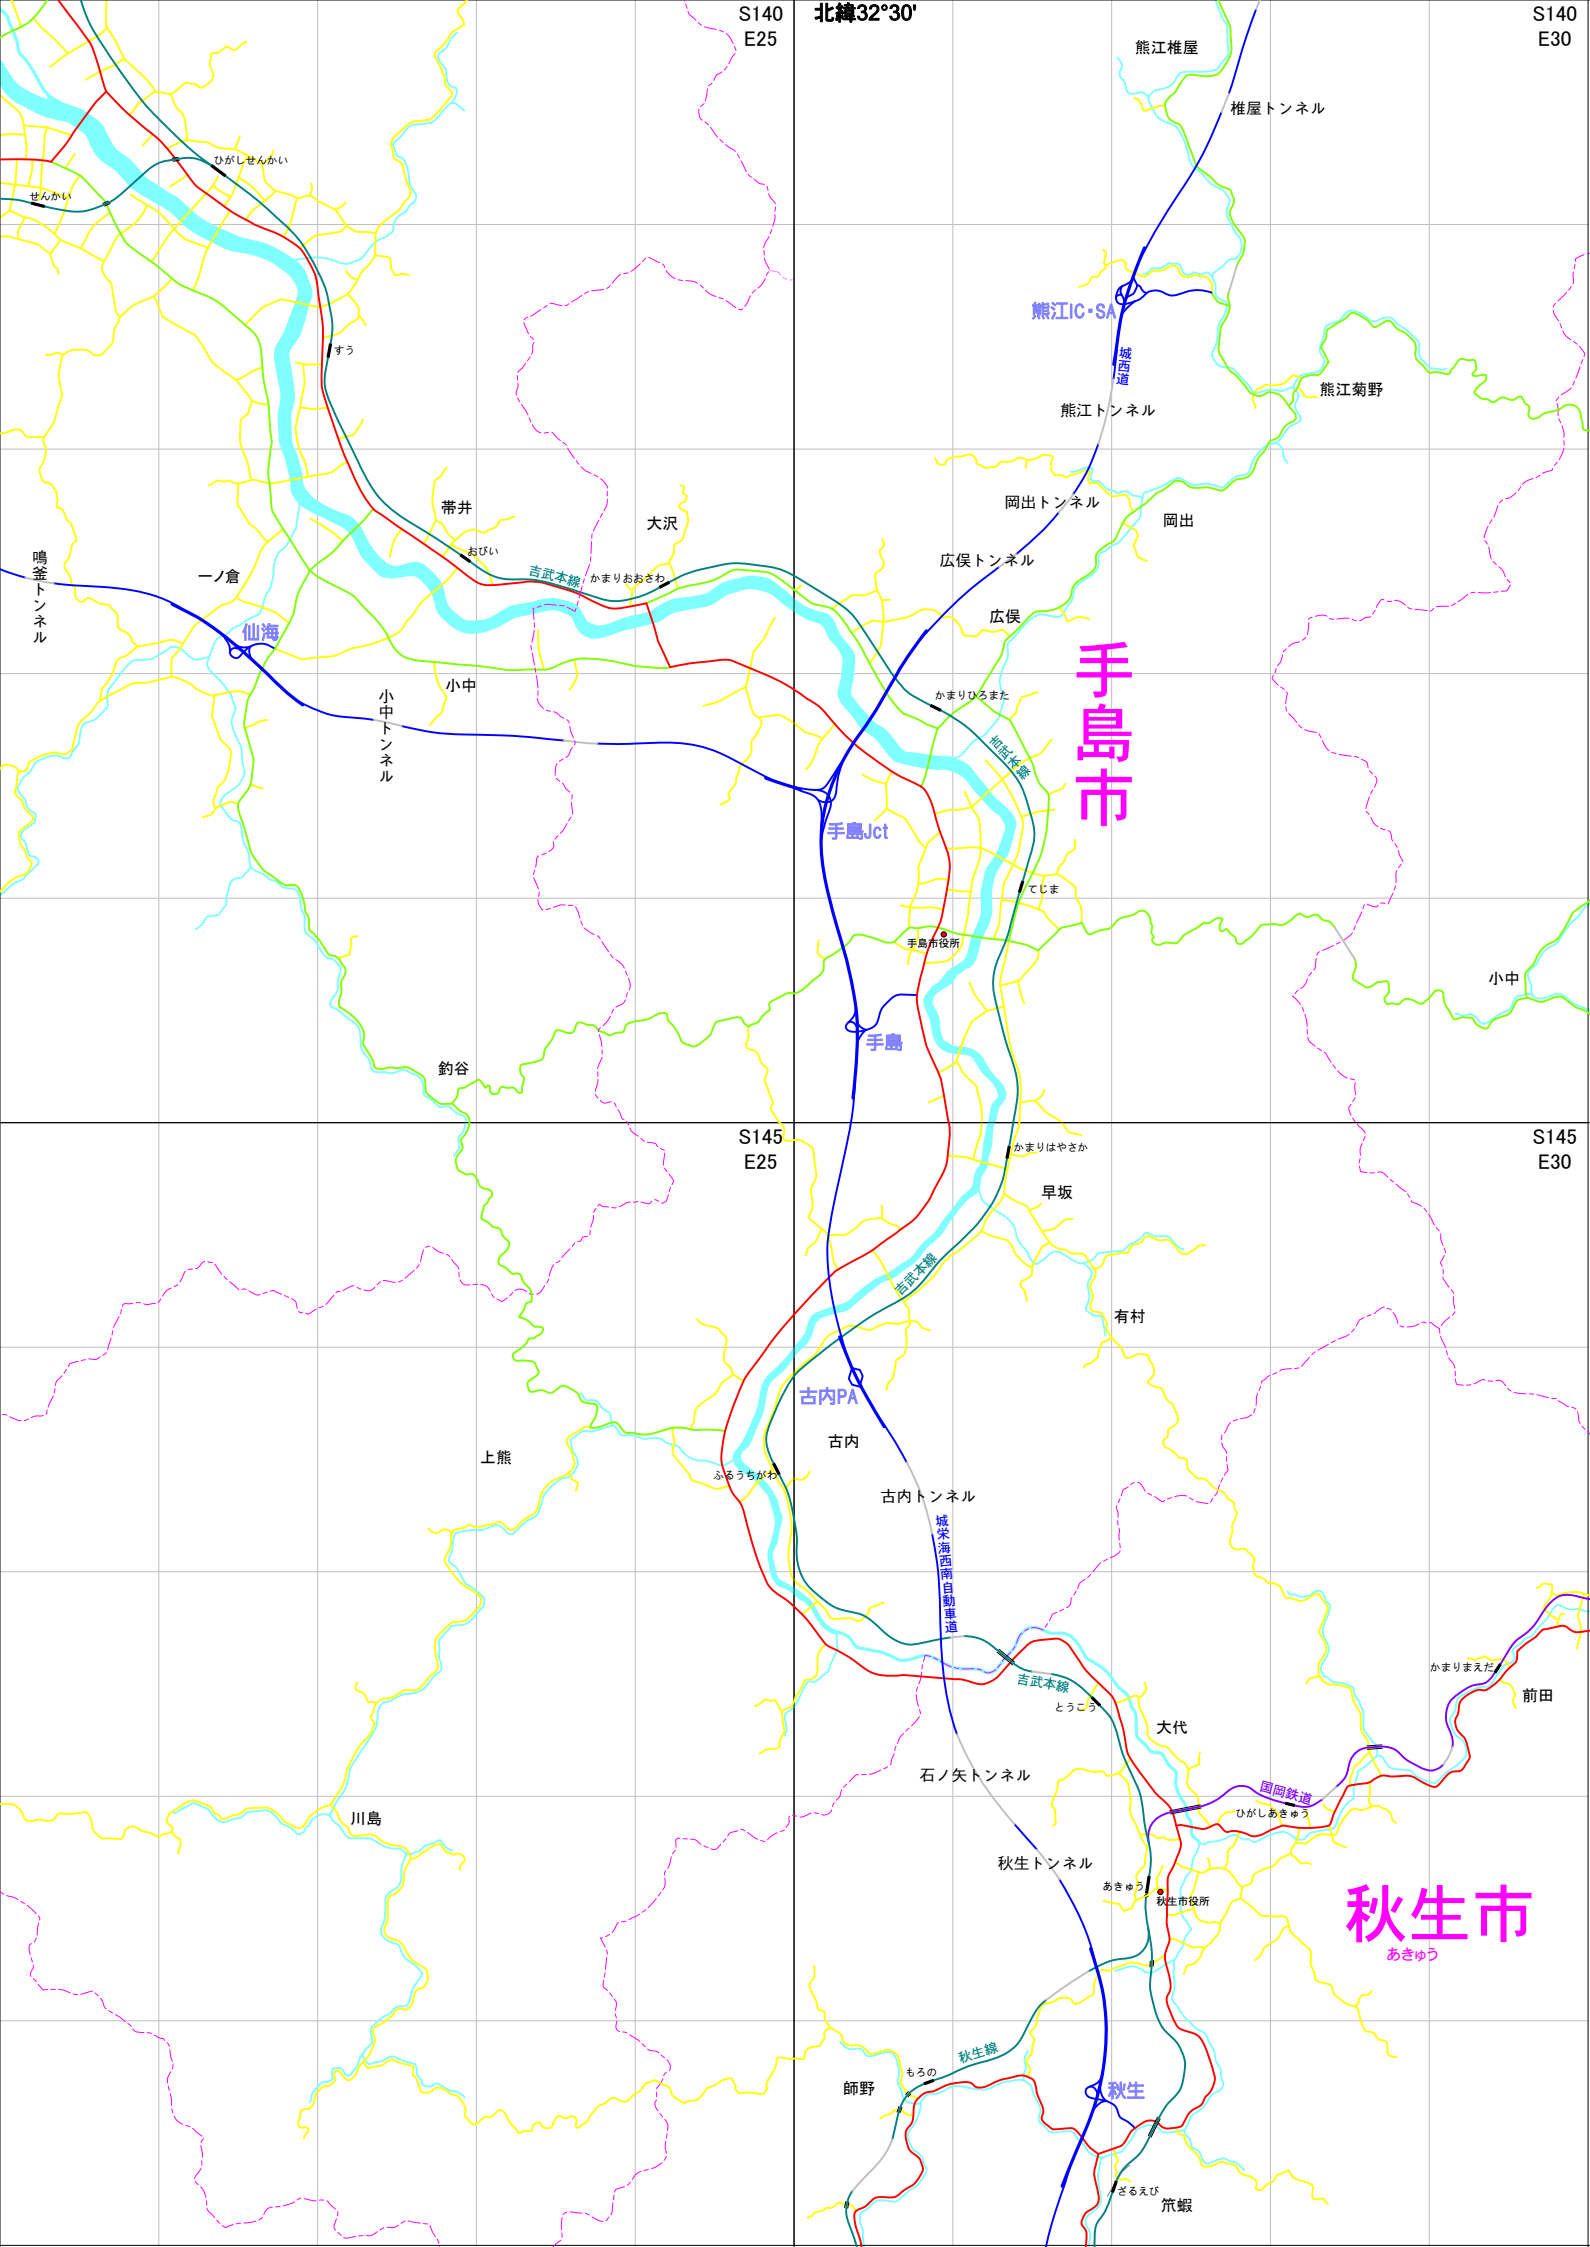 S140
E25
北緯32°30'
S140
E30
熊江椎屋
椎屋トンネル
ひがしせんかい
せんかい
熊江IC・SA
城西道
すう
熊江菊野
熊江トンネル
帯井
大沢
岡出トンネル
岡出
おびい
鳴釜トンネル
一ノ倉
吉武本線
かまりおおさわ
広俣トンネル
広俣
仙海
手島市
小中
小中トンネル
かまりひろまた
吉武本線
手島Jct
てじま
手島市役所
小中
手島
釣谷
S145
E25
S145
E30
かまりはやさか
早坂
吉武本線
有村
古内PA
古内
上熊
ふるうちがわ
古内トンネル
城栄海西南自動車道
吉武本線
かまりまえだ
前田
とうこう
大代
石ノ矢トンネル
国岡鉄道
ひがしあきゅう
川島
秋生トンネル
あきゅう
秋生市役所
秋生市
あきゅう
秋生線
もろの
師野
秋生
ざるえび
笊蝦